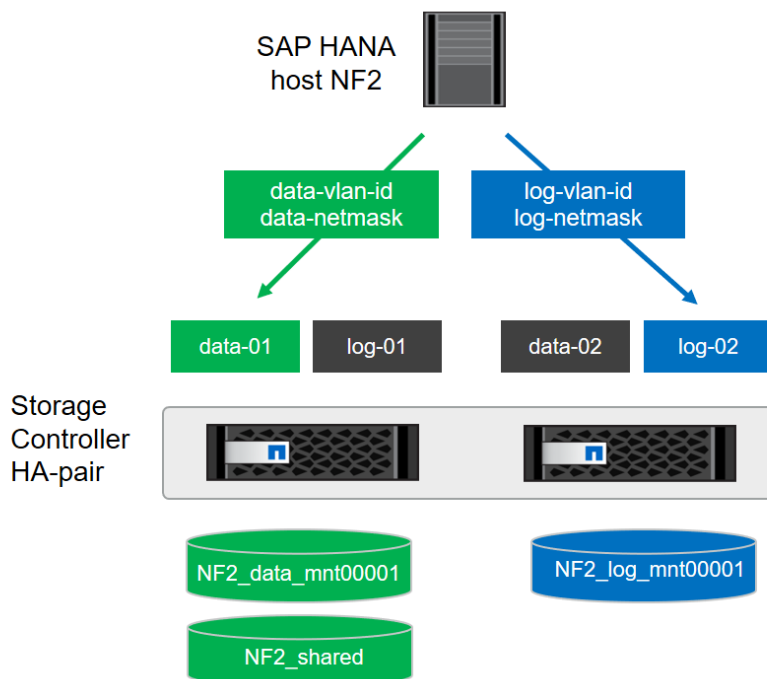 SAP HANA
host NF2
data-vlan-id
data-netmask
log-vlan-id
log-netmask
data-01
log-01
data-02
log-02
Storage
Controller
HA-pair
NF2_data_mnt00001
NF2_log_mnt00001
NF2_shared